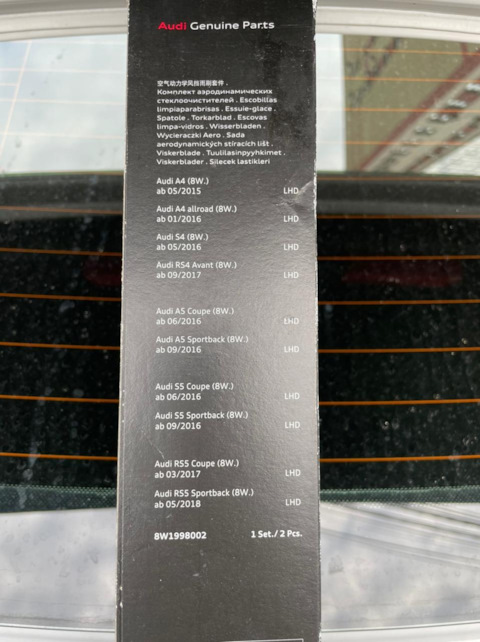 Audi Genuine Parts
空气动力学风挡雨刷套件 .
Комплект аэродинамических
стеклоочистителей . Escobillas
limpiaparabrisas . Essuie-glace .
Spatole . Torkarblad . Escovas
limpa-vidros . Wisserbladen .
Wycieraczki Aero . Sada
aerodynamických stíracích lišt .
Viskerblade . Tuulilasinpyyhkimet .
Viskerblader . Silecek lastikleri
Audi A4 (8W.)
ab 05/2015 LHD
Audi A4 allroad (8W.)
ab 01/2016 LHD
Audi S4 (8W.)
ab 05/2016 LHD
Audi RS4 Avant (8W.)
ab 09/2017 LHD
Audi A5 Coupe (8W.)
ab 06/2016 LHD
Audi A5 Sportback (8W.)
ab 09/2016 LHD
Audi S5 Coupe (8W.)
ab 06/2016 LHD
Audi S5 Sportback (8W.)
ab 09/2016 LHD
Audi RS5 Coupe (8W.)
ab 03/2017 LHD
Audi RS5 Sportback (8W.)
ab 05/2018 LHD
8W1998002 1 Set./ 2 Pcs.